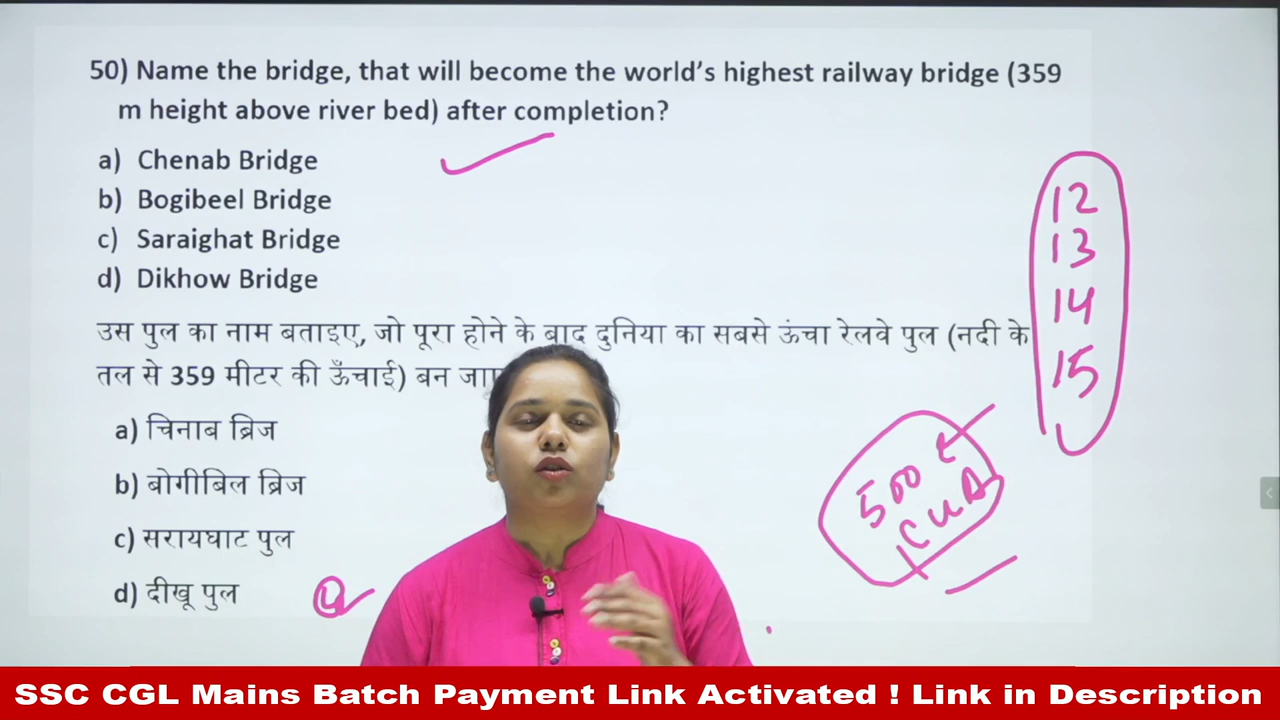 50) Name the bridge, that will become the world's highest railway bridge (359
m height above river bed) after completion?
a) Chenab Bridge
b) Bogibeel Bridge
c) Saraighat Bridge
d) Dikhow Bridge
12
13
14
15
उस पुल का नाम बताइए, जो पूरा होने के बाद दुनिया का सबसे ऊंचा रेलवे पुल (नदी के
तल से 359 मीटर की ऊँचाई) बन
a) चिनाब ब्रिज
b) बोगीबिल ब्रिज
c) सरायघाट पुल
d) दीखू पुल
500
SSC CGL Mains Batch Payment Link Activated ! Link in Description